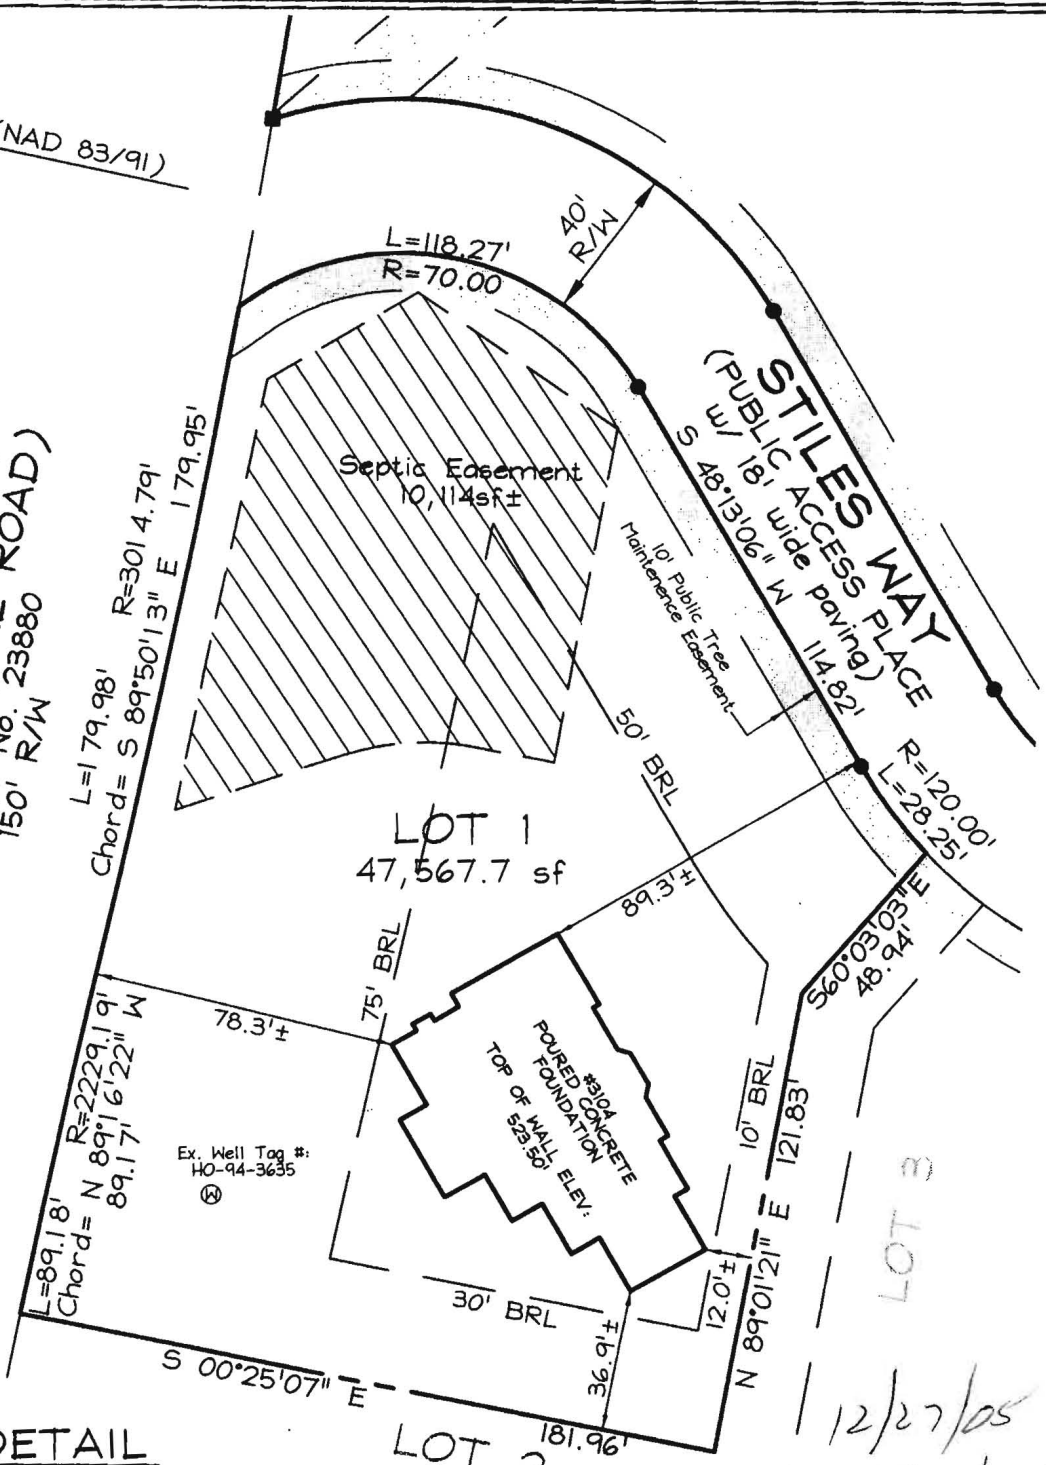 (NAD 83/91)
40'
R/W
L=118.27'
R=70.00
STILES WAY
(PUBLIC ACCESS PLACE
w/ 18' wide paving)
S 48°13'06" W 114.82'
Septic Easement
10,114sf±
10' Public Tree
Maintenence Easement
ROAD)
No. 23880
150' R/W
L=179.98' R=3014.79'
Chord= S 89°50'13" E 179.95'
50' BRL
R=120.00'
L=28.25'
LOT 1
47,567.7 sf
89.3'±
S60°03'03"E
48.94'
75' BRL
78.3'±
#3104
POURED CONCRETE
FOUNDATION
TOP OF WALL ELEV:
523.50'
10' BRL
N 89°01'21" E 121.83'
L=89.18' R=2229.19'
Chord= N 89°16'22" W
89.17'
Ex. Well Tag #:
HO-94-3635
W
LOT 3
30' BRL
12.0'±
36.9'±
S 00°25'07" E 181.96'
12/27/05
DETAIL
LOT 2